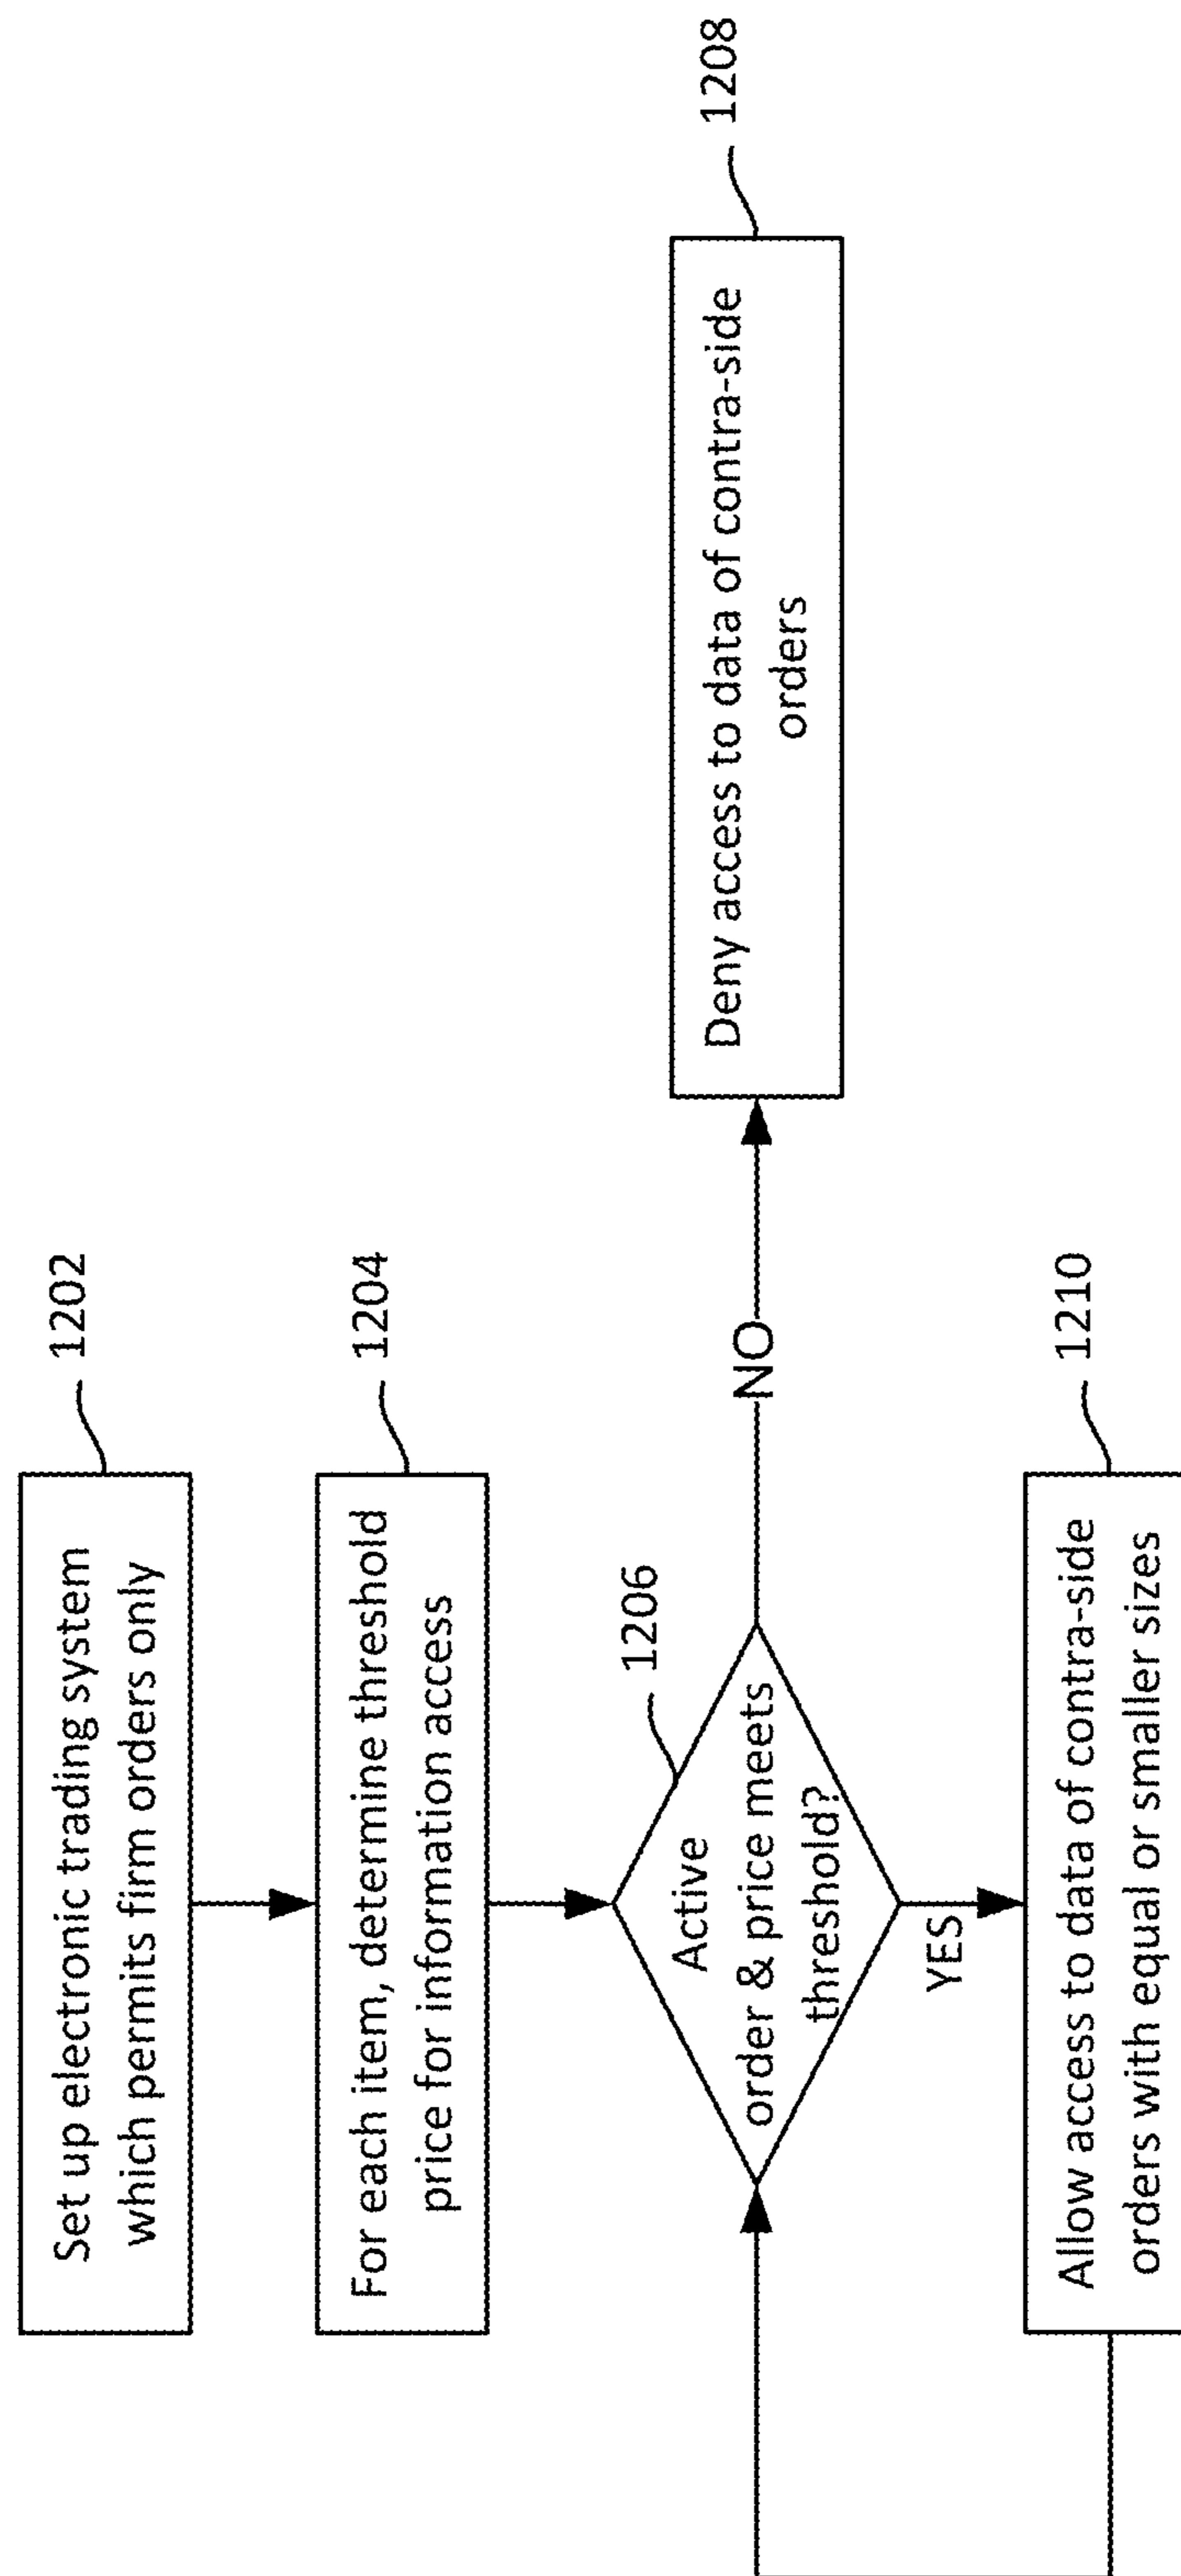 Set up electronic trading system
which permits firm orders only
1202
For each item, determine threshold
price for information access
1204
Active
order & price meets
threshold?
1206
NO
Deny access to data of contra-side
orders
1208
YES
Allow access to data of contra-side
orders with equal or smaller sizes
1210